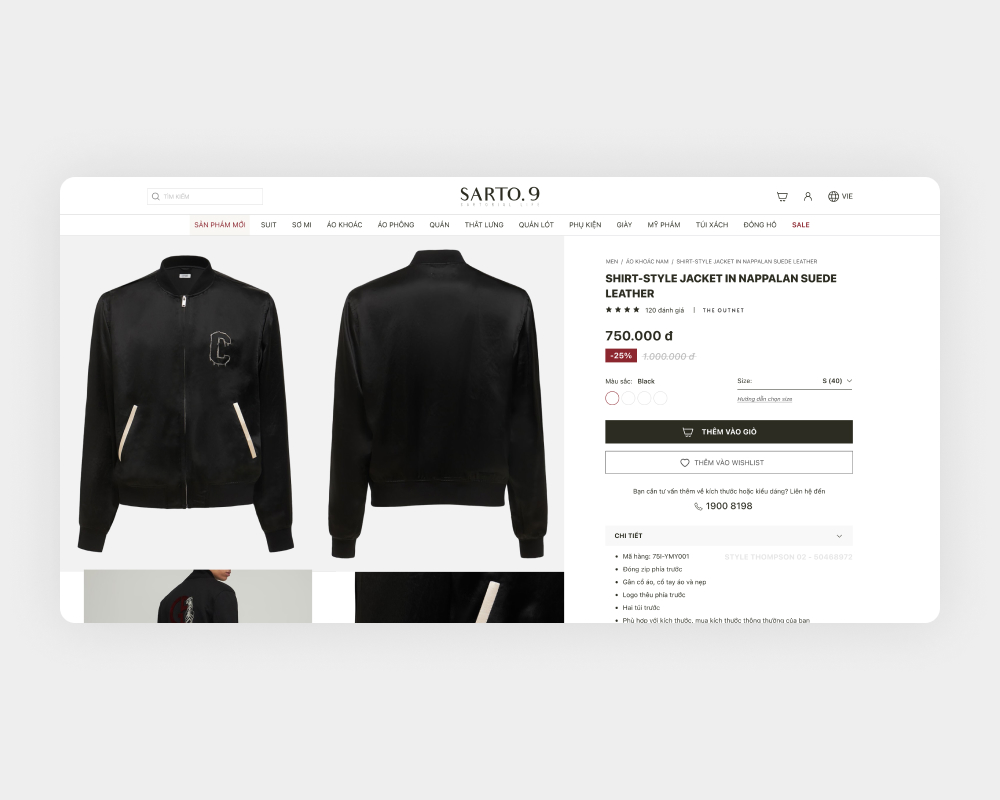 TÌM KIẾM
SARTO.9
SARTORIAL LIFE
VIE
SẢN PHẨM MỚI SUIT SƠ MI ÁO KHOÁC ÁO PHÔNG QUẦN THẮT LƯNG QUẦN LÓT PHỤ KIỆN GIÀY MỸ PHẨM TÚI XÁCH ĐỒNG HỒ SALE
C
MEN / ÁO KHOÁC NAM / SHIRT-STYLE JACKET IN NAPPALAN SUEDE LEATHER
SHIRT-STYLE JACKET IN NAPPALAN SUEDE
LEATHER
120 đánh giá | THE OUTNET
750.000 đ
-25% 1.000.000 đ
Màu sắc: Black
Size: S (40)
Hướng dẫn chọn size
THÊM VÀO GIỎ
THÊM VÀO WISHLIST
Bạn cần tư vấn thêm về kích thước hoặc kiểu dáng? Liên hệ đến
1900 8198
CHI TIẾT
• Mã hàng: 75I-YMY001 STYLE THOMPSON 02 - 50468972
• Đóng zip phía trước
• Gân cổ áo, cổ tay áo và nẹp
• Logo thêu phía trước
• Hai túi trước
• Phù hợp với kích thước, mua kích thước thông thường của bạn